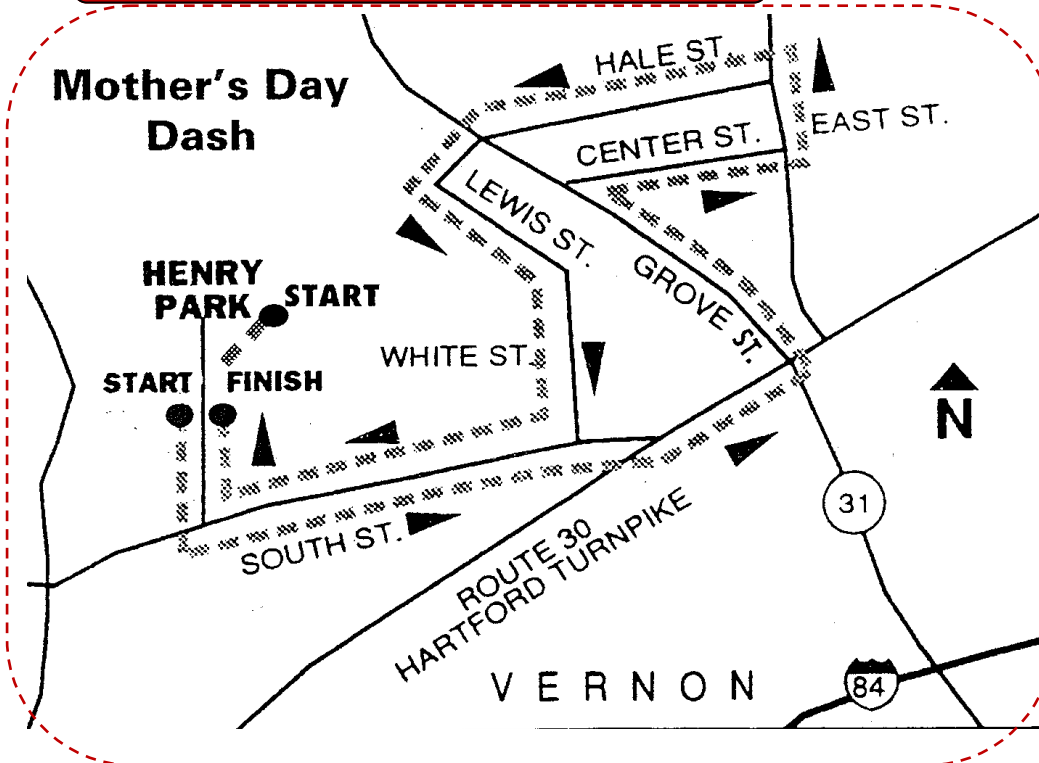 Mother's Day
Dash
HALE ST.
EAST ST.
CENTER ST.
LEWIS ST.
GROVE ST.
HENRY
PARK
START
WHITE ST.
START
FINISH
N
31
SOUTH ST.
ROUTE 30
HARTFORD TURNPIKE
VERNON
84